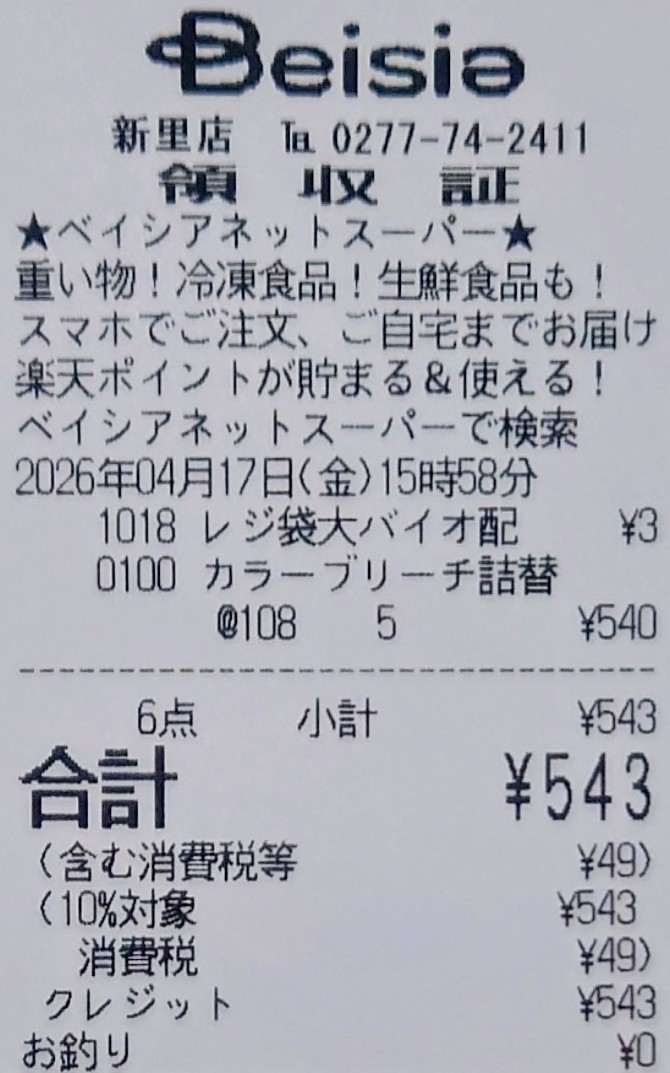 Beisia
新里店 ℡ 0277-74-2411
領収証
★ベイシアネットスーパー★
重い物！冷凍食品！生鮮食品も！
スマホでご注文、ご自宅までお届け
楽天ポイントが貯まる＆使える！
ベイシアネットスーパーで検索
2026年04月17日(金)15時58分
1018 レジ袋大バイオ配 ¥3
0100 カラーブリーチ詰替
@108 5 ¥540
6点 小計 ¥543
合計 ¥543
(含む消費税等 ¥49)
(10%対象 ¥543
消費税 ¥49)
クレジット ¥543
お釣り ¥0